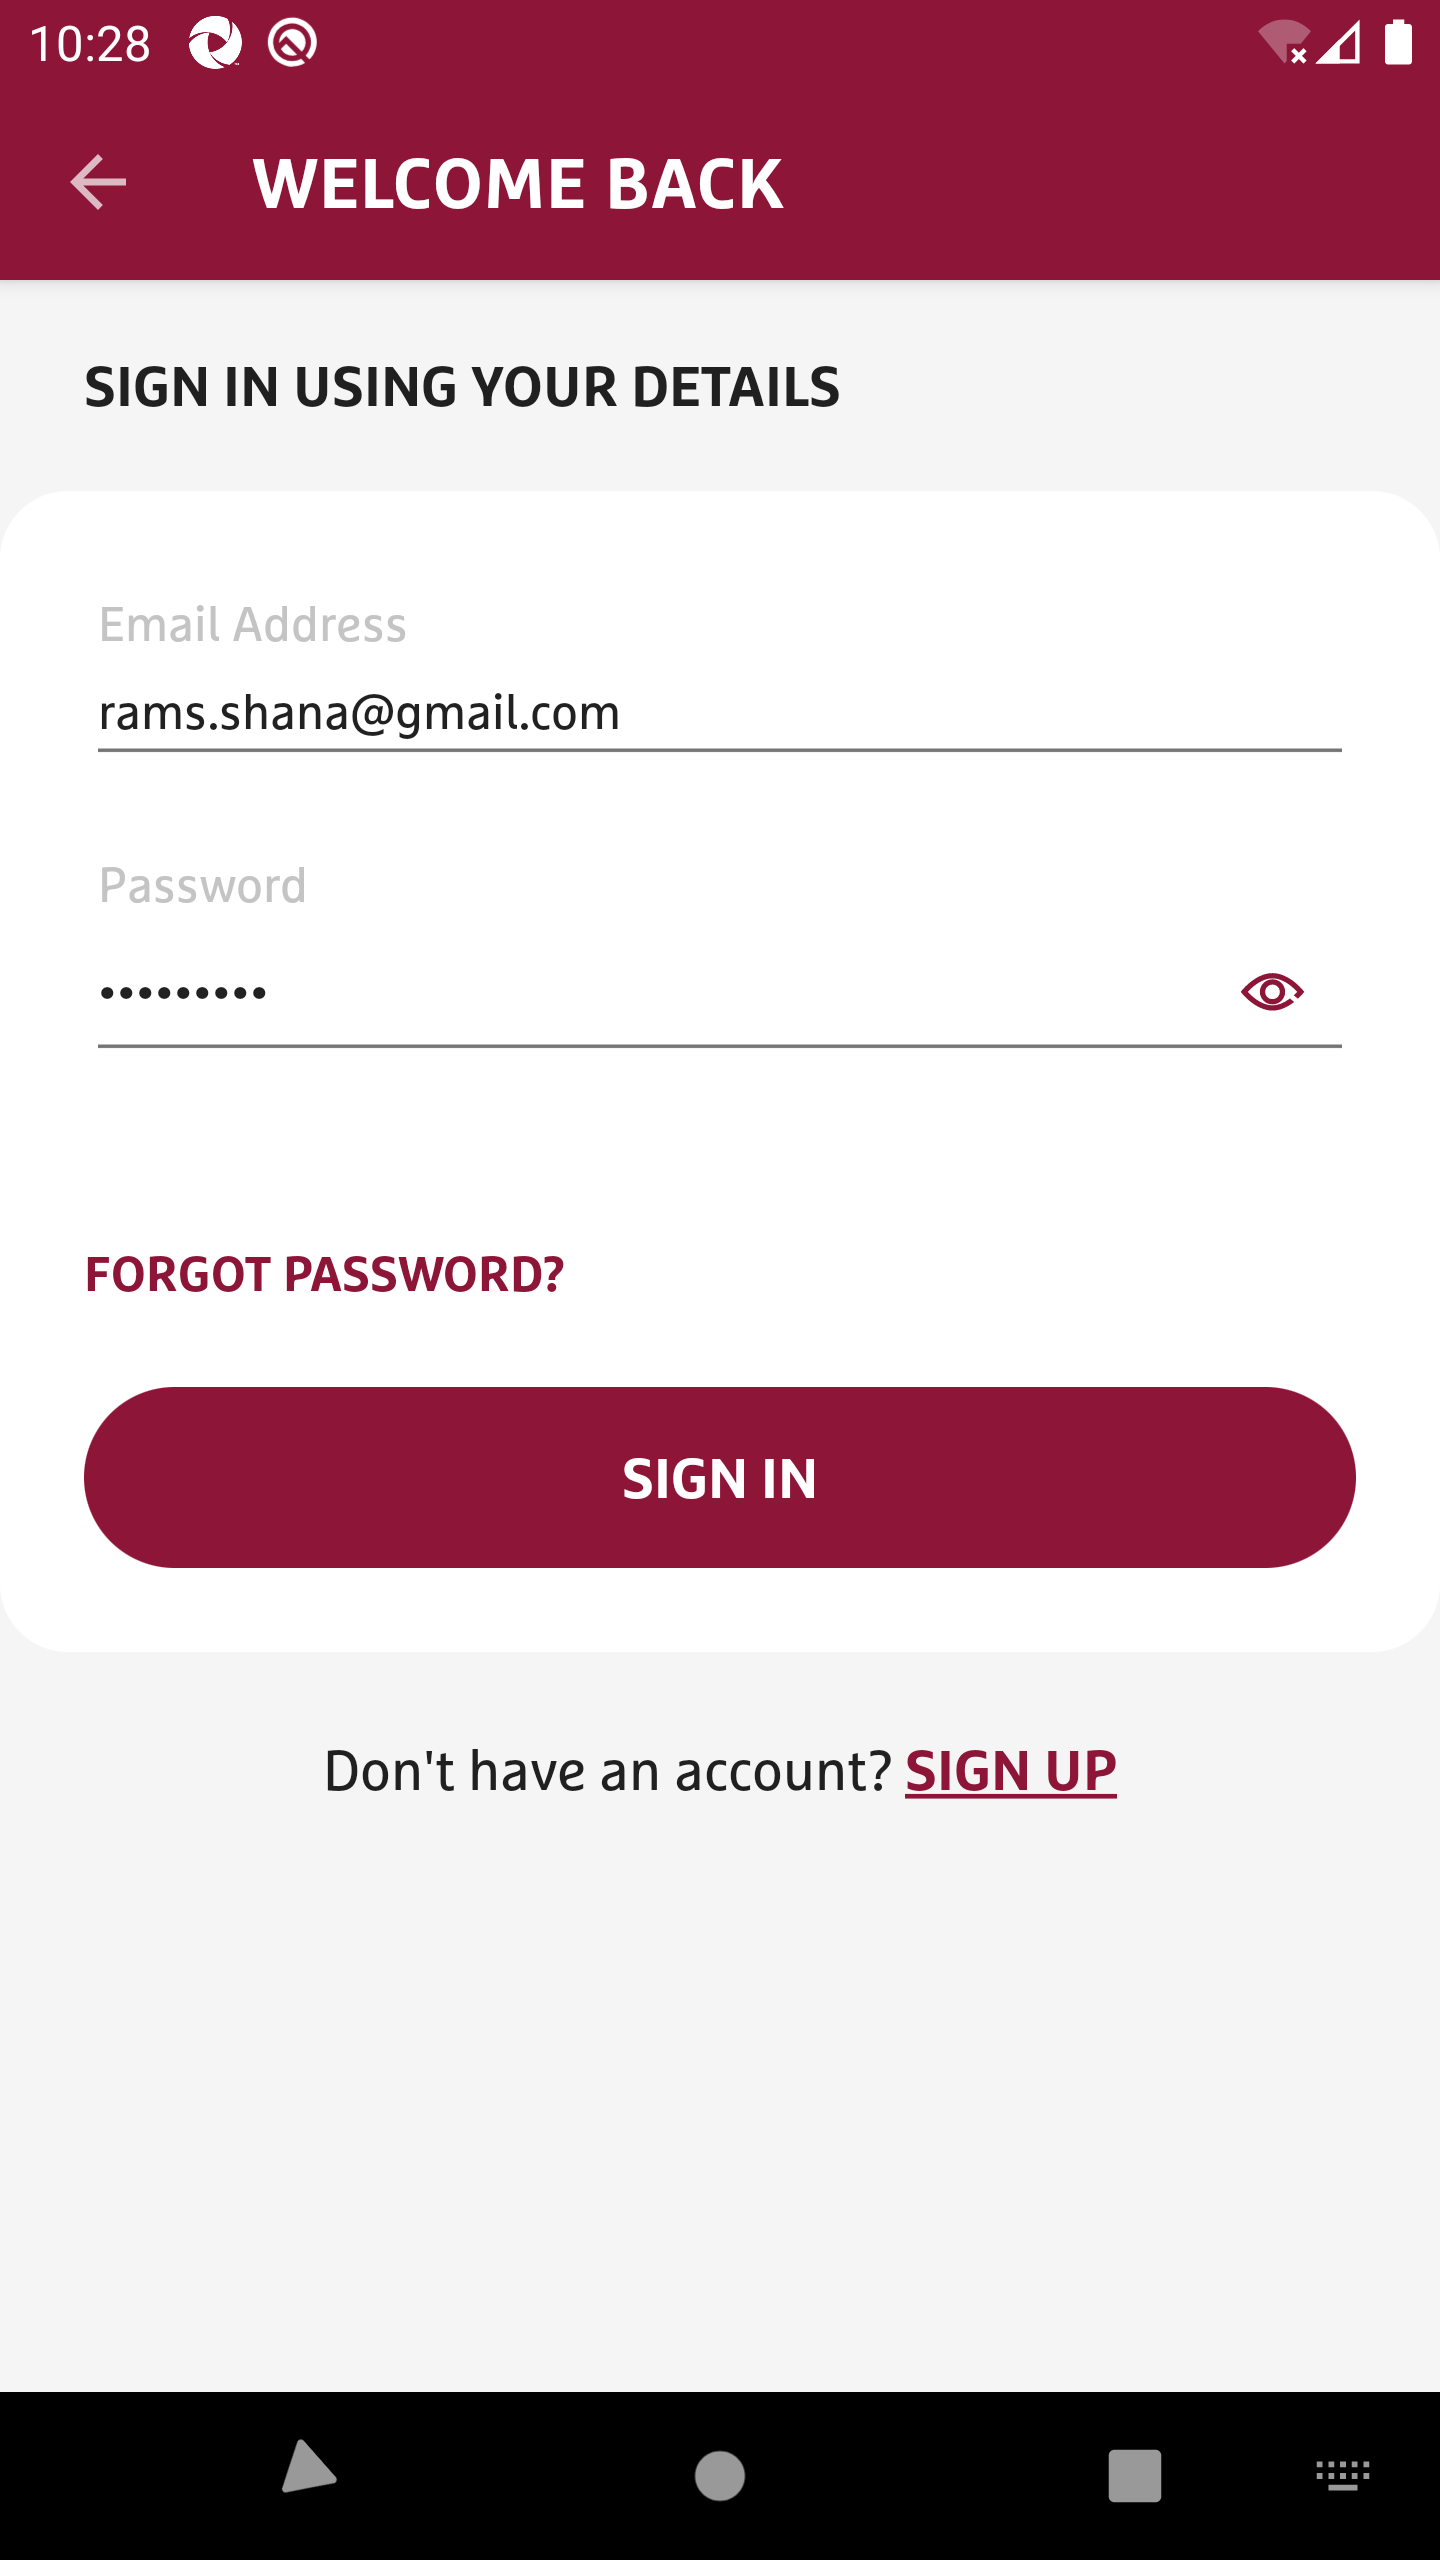 10:28
WELCOME BACK
SIGN IN USING YOUR DETAILS
Email Address
rams.shana@gmail.com
Password
•••••••••
FORGOT PASSWORD?
SIGN IN
Don't have an account? SIGN UP